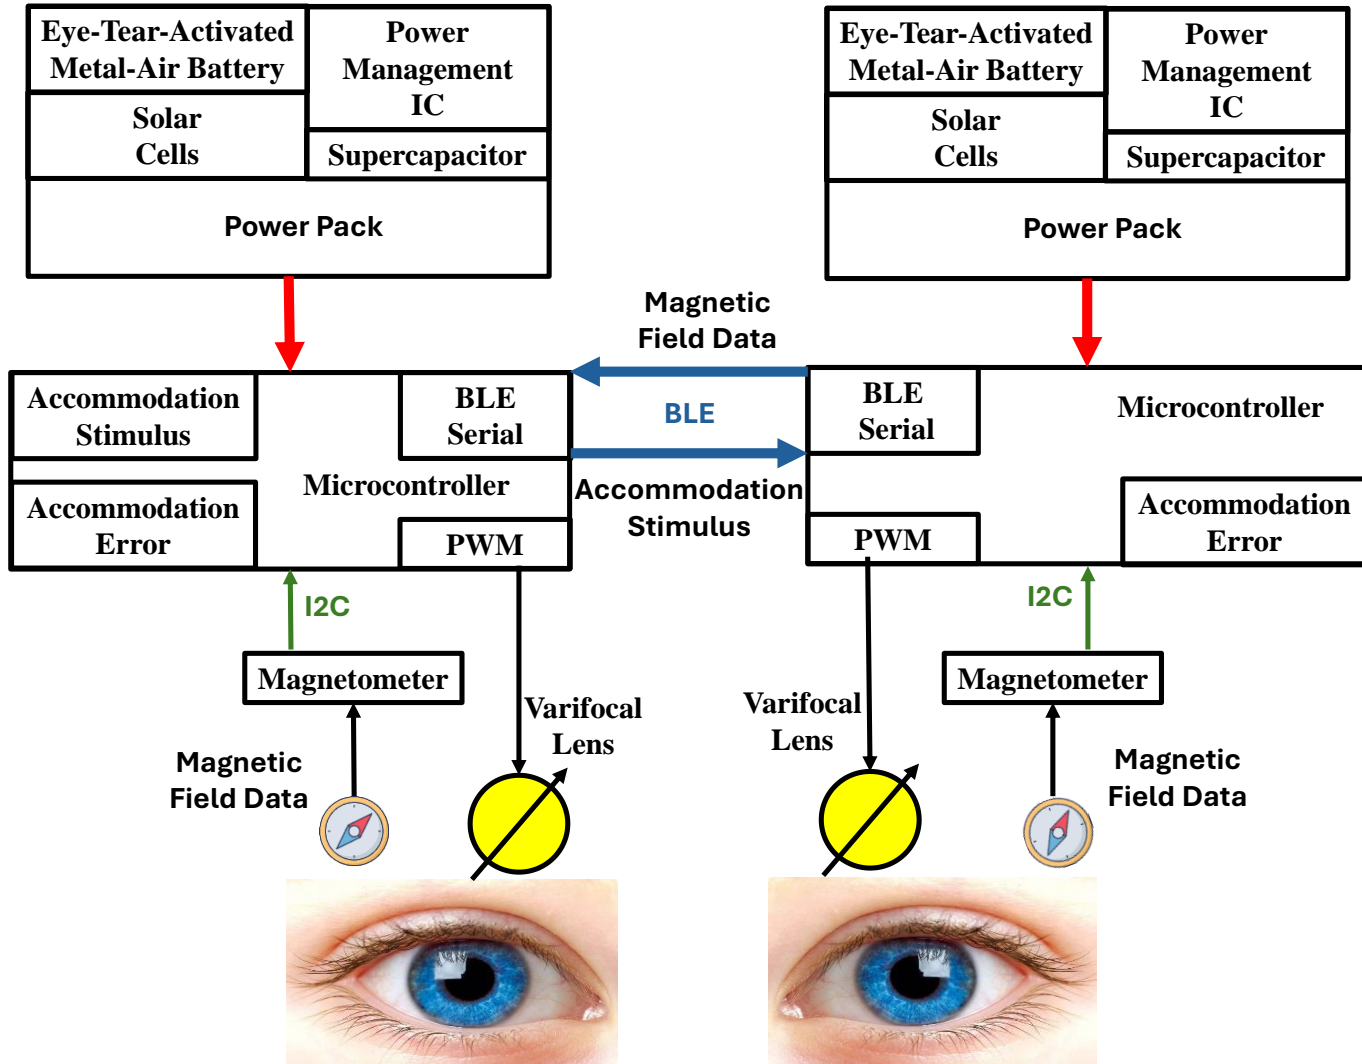 Eye-Tear-Activated
Metal-Air Battery
Power
Management
IC
Solar
Cells
Supercapacitor
Power Pack
Eye-Tear-Activated
Metal-Air Battery
Power
Management
IC
Solar
Cells
Supercapacitor
Power Pack
Magnetic
Field Data
BLE
Accommodation
Stimulus
Accommodation
Stimulus
BLE
Serial
Microcontroller
Accommodation
Error
PWM
BLE
Serial
Microcontroller
PWM
Accommodation
Error
I2C
Magnetometer
Magnetic
Field Data
Varifocal
Lens
I2C
Magnetometer
Varifocal
Lens
Magnetic
Field Data